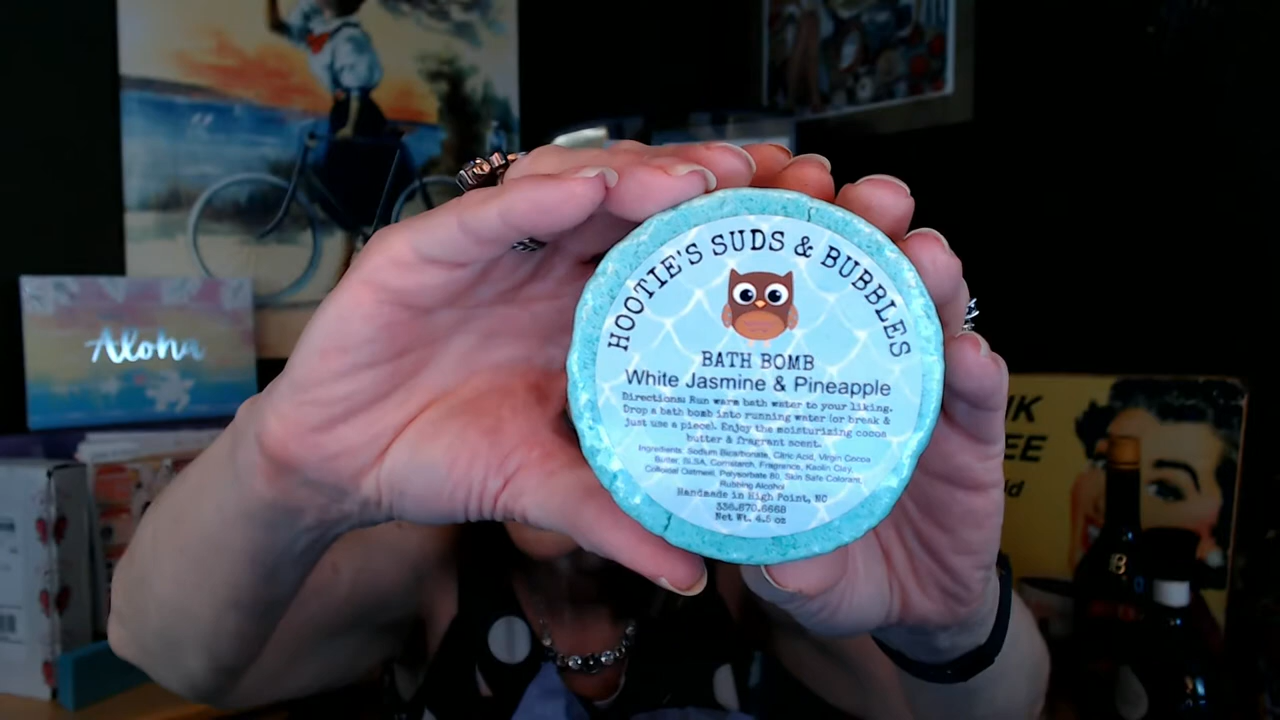 Aloha
HOOTIE'S SUDS & BUBBLES
BATH BOMB
White Jasmine & Pineapple
Directions: Run warm bath water to your liking.
Drop a bath bomb into running water (or break &
just use a piece). Enjoy the moisturizing cocoa
butter & fragrant scent.
Ingredients: Sodium Bicarbonate, Citric Acid, Virgin Cocoa
Butter, SLSA, Cornstarch, Fragrance, Kaolin Clay,
Colloidal Oatmeal, Polysorbate 80, Skin Safe Colorant,
Rubbing Alcohol
Handmade in High Point, NC
336.870.6668
Net Wt. 4.5 oz